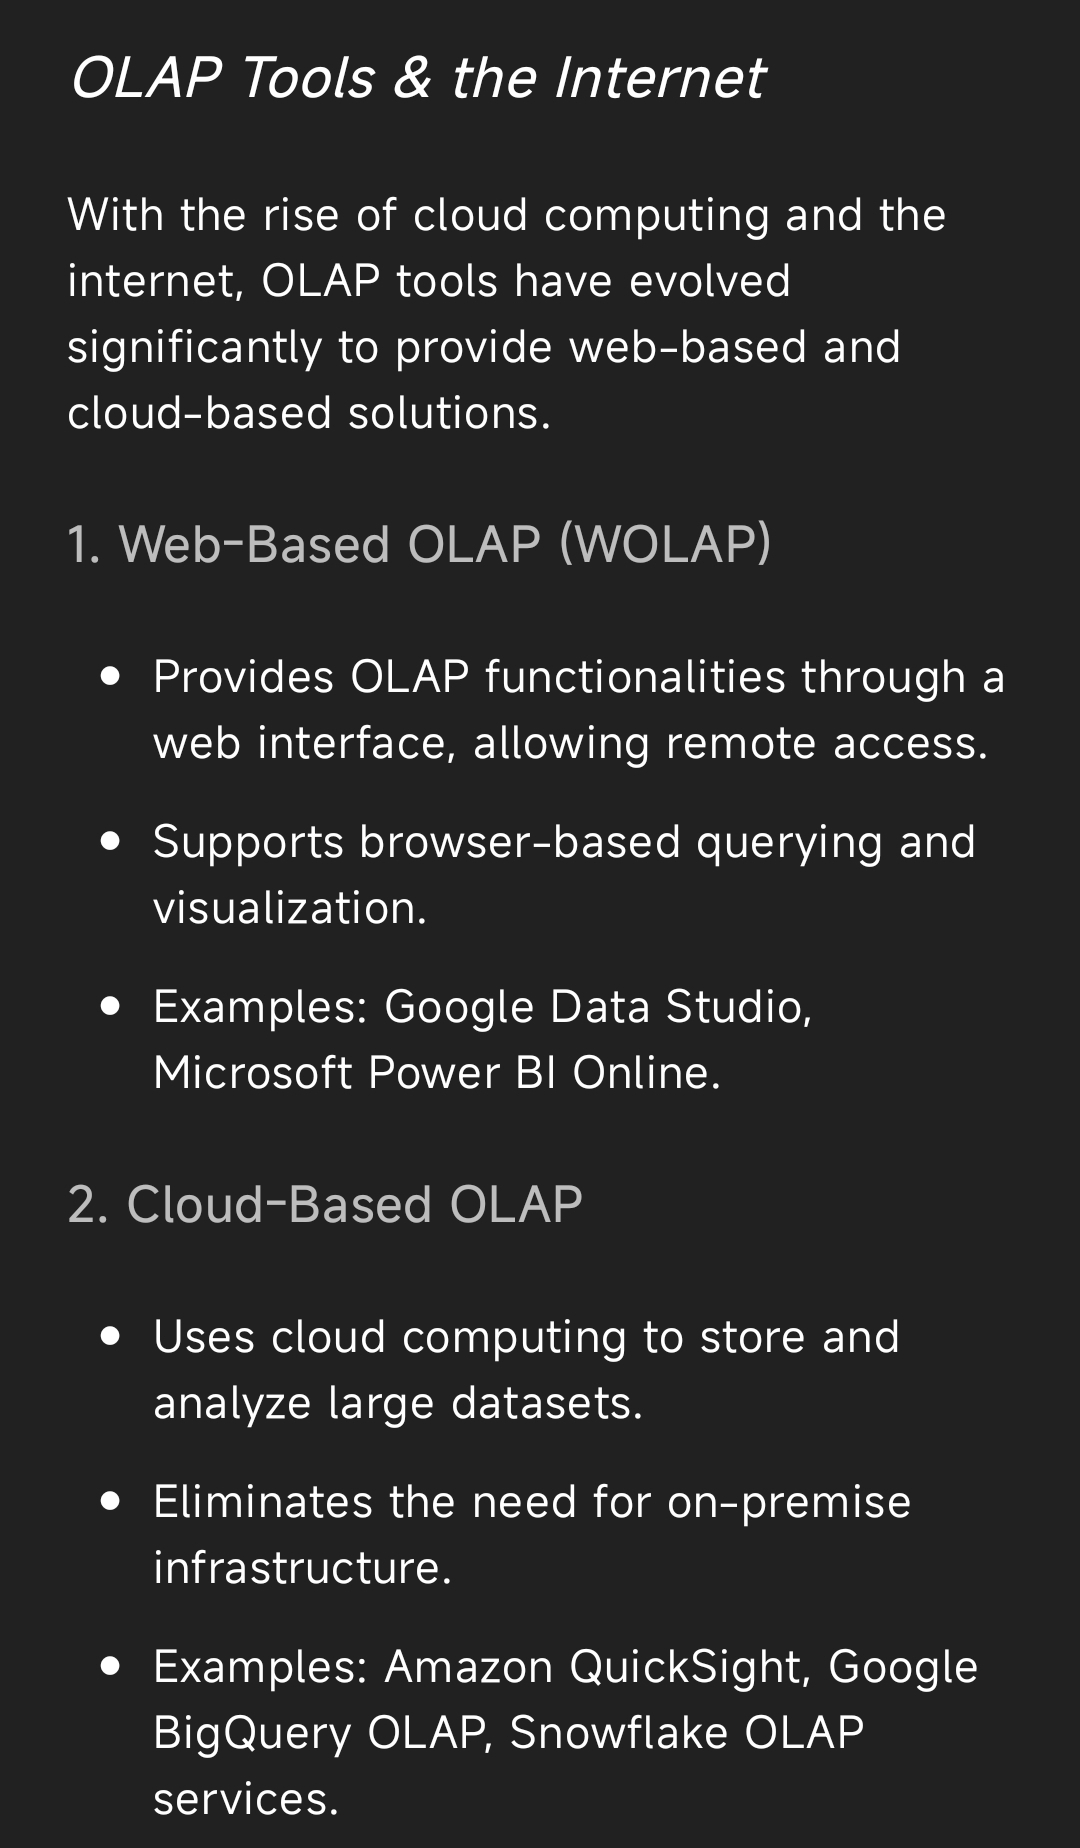 OLAP Tools & the Internet
With the rise of cloud computing and the
internet, OLAP tools have evolved
significantly to provide web-based and
cloud-based solutions.
1. Web-Based OLAP (WOLAP)
• Provides OLAP functionalities through a
web interface, allowing remote access.
• Supports browser-based querying and
visualization.
• Examples: Google Data Studio,
Microsoft Power BI Online.
2. Cloud-Based OLAP
• Uses cloud computing to store and
analyze large datasets.
• Eliminates the need for on-premise
infrastructure.
• Examples: Amazon QuickSight, Google
BigQuery OLAP, Snowflake OLAP
services.